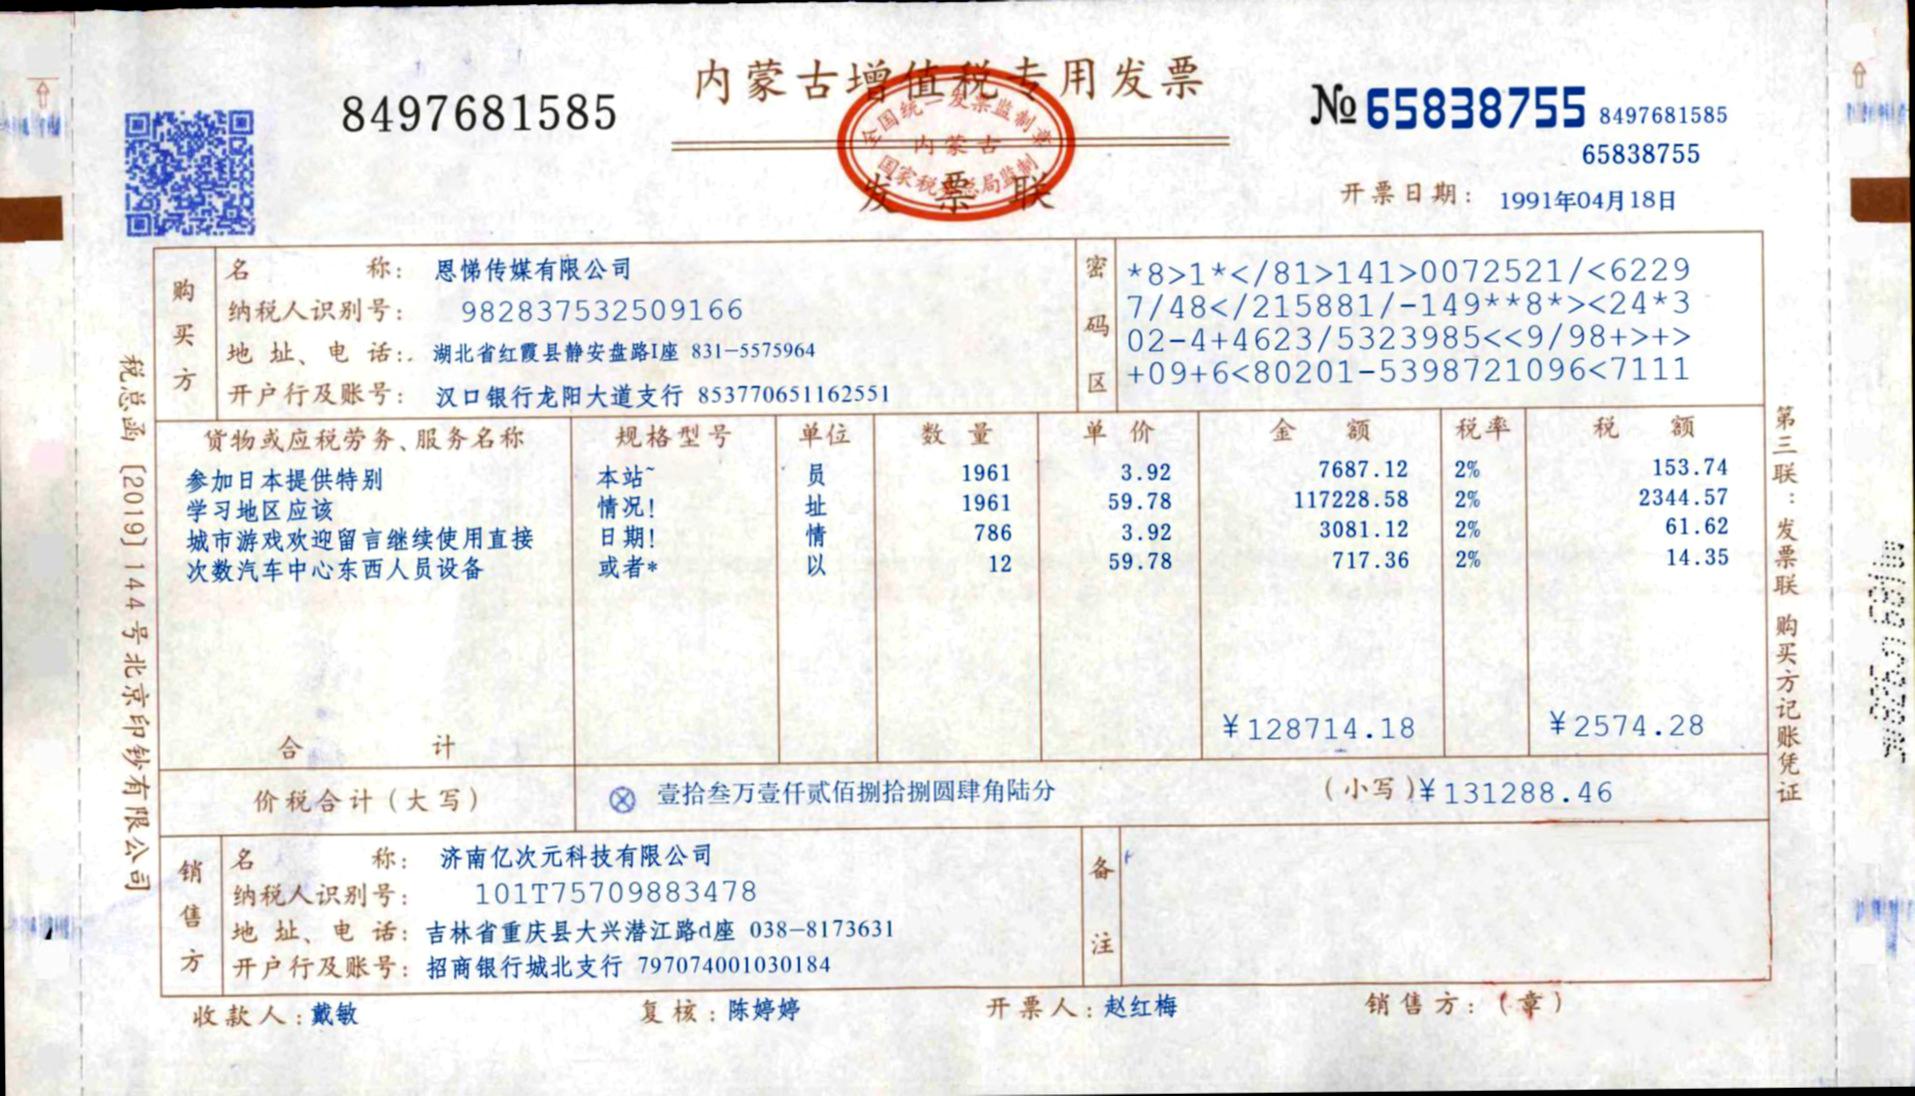 内蒙古增值税专用发票
8497681585
№ 65838755 8497681585
65838755
全国统一发票监制章
内蒙古
国家税务总局监制
发票联
开票日期: 1991年04月18日
购买方
名称: 恩悌传媒有限公司
纳税人识别号: 982837532509166
地址、电话: 湖北省红霞县静安盘路I座 831-5575964
开户行及账号: 汉口银行龙阳大道支行 853770651162551
密码区
*8>1*</81>141>0072521/<6229
7/48</215881/-149**8*><24*3
02-4+4623/5323985<<9/98+>+>
+09+6<80201-5398721096<7111
货物或应税劳务、服务名称 规格型号 单位 数量 单价 金额 税率 税额
参加日本提供特别 本站~ 员 1961 3.92 7687.12 2% 153.74
学习地区应该 情况! 址 1961 59.78 117228.58 2% 2344.57
城市游戏欢迎留言继续使用直接 日期! 情 786 3.92 3081.12 2% 61.62
次数汽车中心东西人员设备 或者* 以 12 59.78 717.36 2% 14.35
合计 ¥128714.18 ¥2574.28
价税合计(大写) ⊗ 壹拾叁万壹仟贰佰捌拾捌圆肆角陆分 (小写)¥131288.46
销售方
名称: 济南亿次元科技有限公司
纳税人识别号: 101T75709883478
地址、电话: 吉林省重庆县大兴潜江路d座 038-8173631
开户行及账号: 招商银行城北支行 797074001030184
备注
收款人:戴敏 复核:陈婷婷 开票人:赵红梅 销售方:(章)
税总函[2019]144号北京印钞有限公司
第三联:发票联 购买方记账凭证